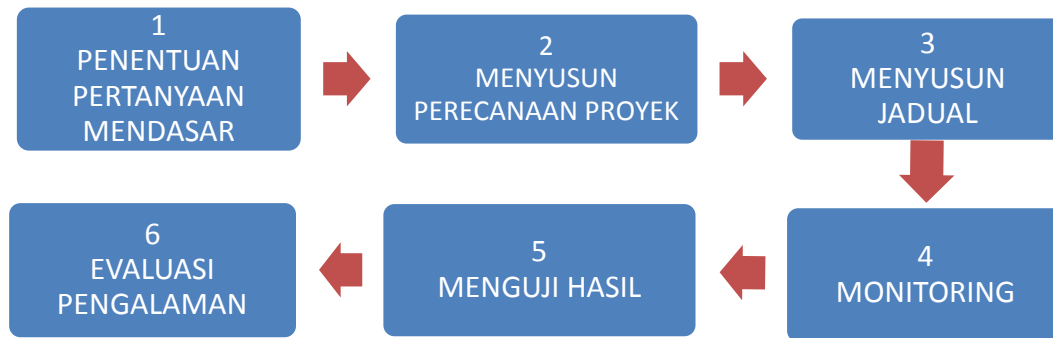 1
PENENTUAN
PERTANYAAN
MENDASAR
2
MENYUSUN
PERECANAAN PROYEK
3
MENYUSUN
JADUAL
4
MONITORING
5
MENGUJI HASIL
6
EVALUASI
PENGALAMAN